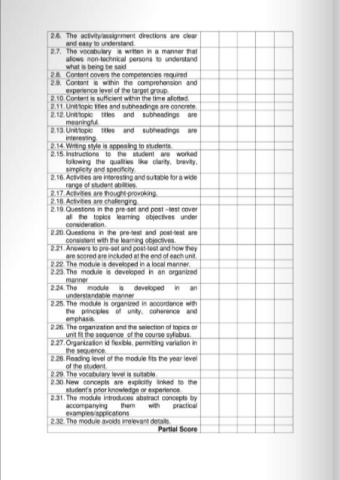 2.6. The activity/assignment directions are clear
and easy to understand.
2.7. The vocabulary is written in a manner that
allows non-technical persons to understand
what is being be said
2.8. Content covers the competencies required
2.9. Content is within the comprehension and
experience level of the target group.
2.10. Content is sufficient within the time allotted.
2.11. Unit/topic titles and subheadings are concrete.
2.12. Unit/topic titles and subheadings are
meaningful.
2.13. Unit/topic titles and subheadings are
interesting.
2.14. Writing style is appealing to students.
2.15. Instructions to the student are worked
following the qualities like clarity, brevity,
simplicity and specificity.
2.16. Activities are interesting and suitable for a wide
range of student abilities.
2.17. Activities are thought-provoking.
2.18. Activities are challenging.
2.19. Questions in the pre-set and post –test cover
all the topics learning objectives under
consideration.
2.20. Questions in the pre-test and post-test are
consistent with the learning objectives.
2.21. Answers to pre-set and post-test and how they
are scored are included at the end of each unit.
2.22. The module is developed in a local manner.
2.23. The module is developed in an organized
manner
2.24. The module is developed in an
understandable manner
2.25. The module is organized in accordance with
the principles of unity, coherence and
emphasis.
2.26. The organization and the selection of topics or
unit fit the sequence of the course syllabus.
2.27. Organization id flexible, permitting variation in
the sequence.
2.28. Reading level of the module fits the year level
of the student.
2.29. The vocabulary level is suitable.
2.30. New concepts are explicitly linked to the
student's prior knowledge or experience.
2.31. The module introduces abstract concepts by
accompanying them with practical
examples/applications
2.32. The module avoids irrelevant details.
Partial Score